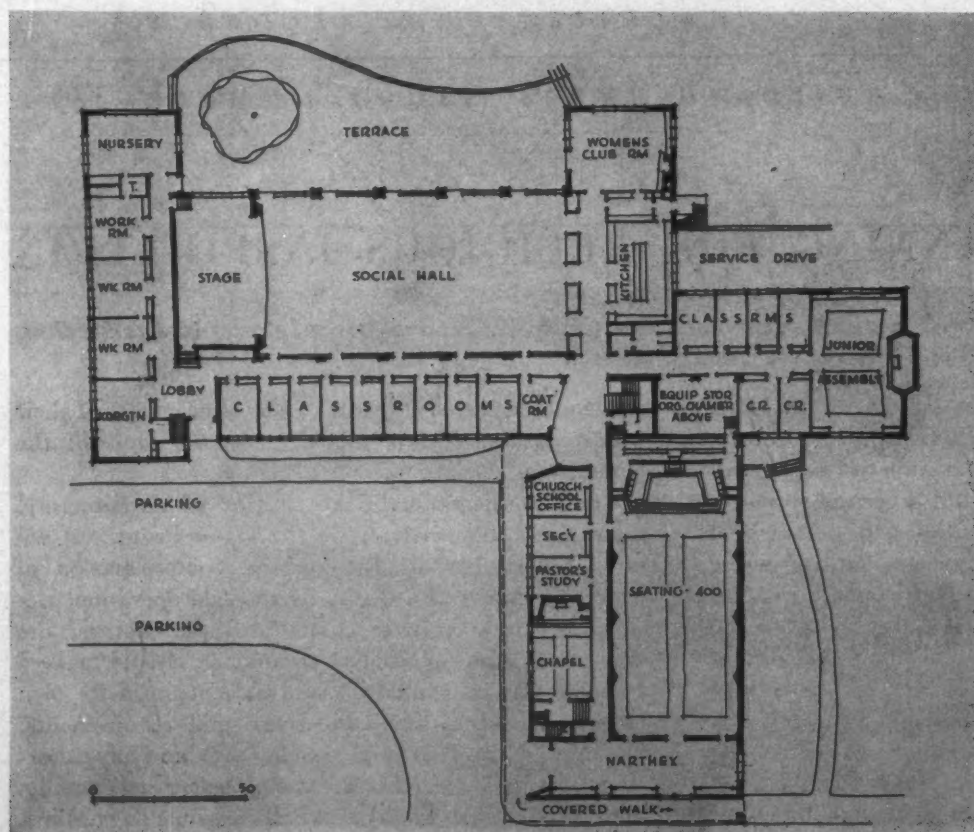 NURSERY
TERRACE
WOMENS
CLUB RM
T.
WORK
RM
STAGE
SOCIAL HALL
KITCHEN
SERVICE DRIVE
WK RM
CLASSRMS
WK RM
JUNIOR
ASSEMBLY
LOBBY
CLASSROOMS
COAT
RM
EQUIP STOR
ORG. CHAMBER
ABOVE
C.R.
C.R.
KDRGTN
PARKING
CHURCH
SCHOOL
OFFICE
SECY
PASTOR'S
STUDY
SEATING - 400
PARKING
CHAPEL
NARTHEX
0 50
COVERED WALK